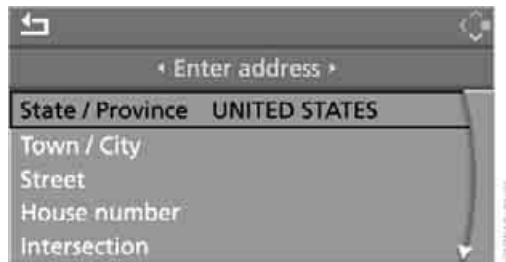 Enter address
State / Province UNITED STATES
Town / City
Street
House number
Intersection